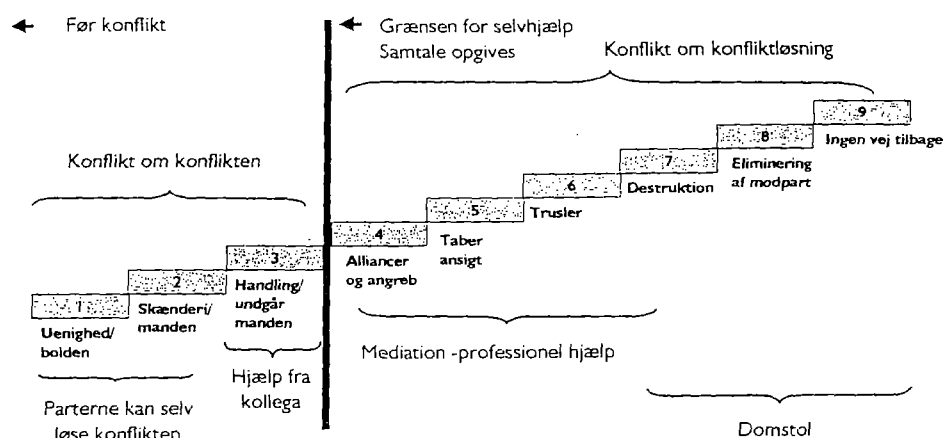 Før konflikt
Grænsen for selvhjælp
Samtale opgives
Konflikt om konfliktløsning
Konflikt om konflikten
1
Uenighed/
bolden
2
Skænderi/
manden
3
Handling/
undgår
manden
4
Alliancer
og angreb
5
Taber
ansigt
6
Trusler
7
Destruktion
8
Eliminering
af modpart
9
Ingen vej tilbage
Parterne kan selv
løse konflikten
Hjælp fra
kollega
Mediation -professionel hjælp
Domstol